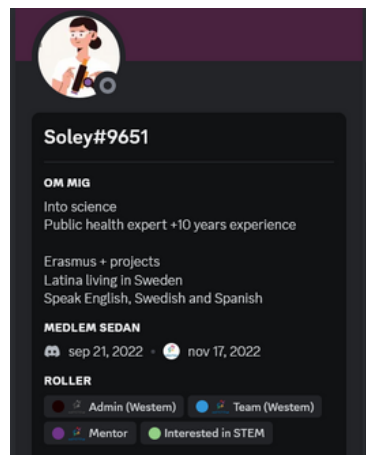 Soley#9651
OM MIG
Into science
Public health expert +10 years experience
Erasmus + projects
Latina living in Sweden
Speak English, Swedish and Spanish
MEDLEM SEDAN
sep 21, 2022 • nov 17, 2022
ROLLER
Admin (Westem) Team (Westem)
Mentor Interested in STEM